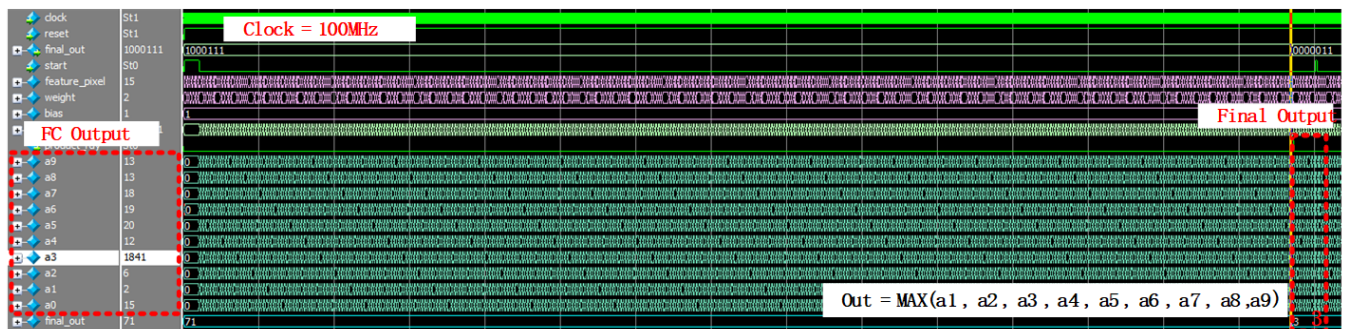 clock St1
reset St1
Clock = 100MHz
final_out 1000111 1000111 0000011
start St0
feature_pixel 15
weight 2
bias 1 1
FC Output
Final Output
a9 13 0
a8 13 0
a7 18 0
a6 19 0
a5 20 0
a4 12 0
a3 1841 0
a2 6 0
a1 2 0
a0 15 0
Out = MAX(a1, a2, a3, a4, a5, a6, a7, a8,a9)
final_out 71 71 3 3